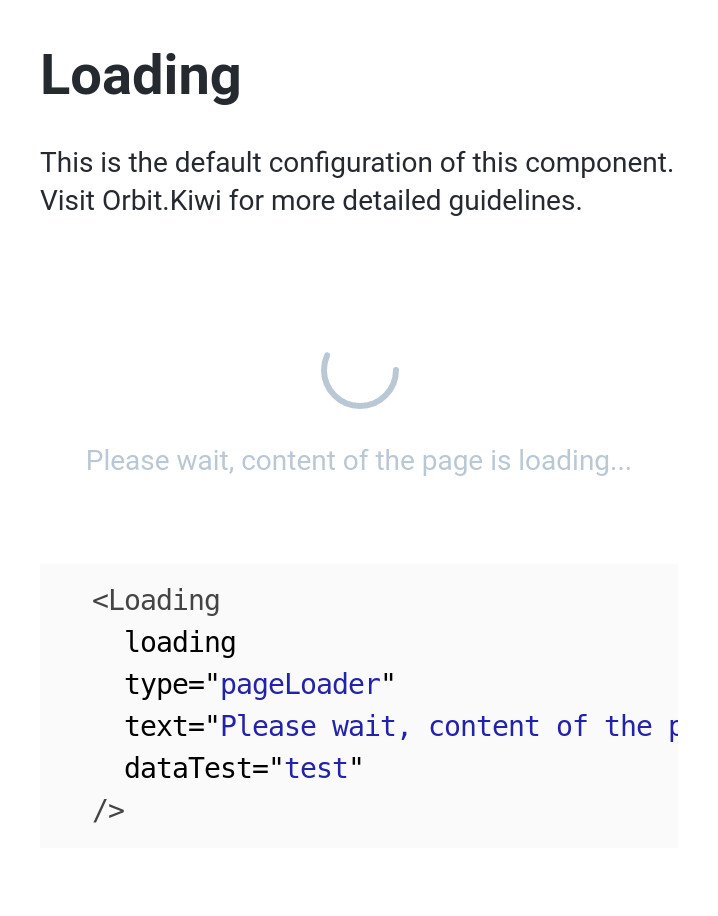 Loading
This is the default configuration of this component.
Visit Orbit.Kiwi for more detailed guidelines.
Please wait, content of the page is loading...
<Loading
loading
type="pageLoader"
text="Please wait, content of the
dataTest="test"
/>